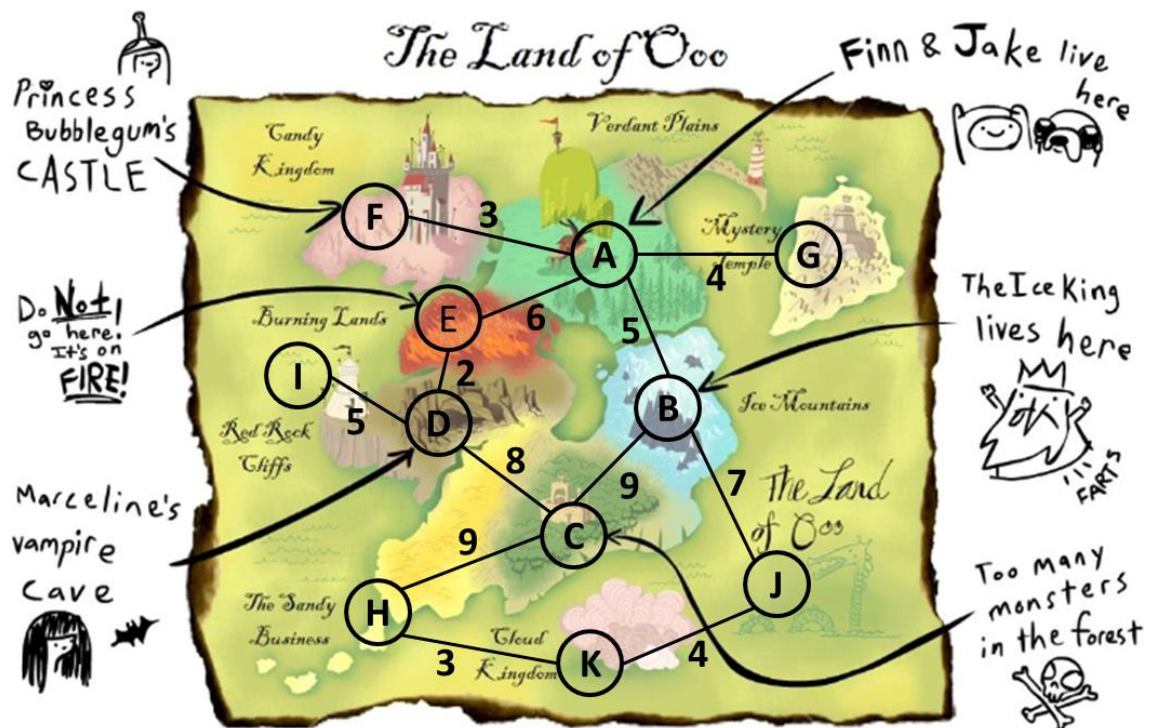 The Land of Ooo
Finn & Jake live
here
Princess
Bubblegum's
CASTLE
Candy
Kingdom
Verdant Plains
F
3
A
Mystery
Temple
G
4
Do Not!
go here!
It's on
FIRE!
Burning Lands
E
6
5
The Ice King
lives here
FARTS
I
2
5
D
B
Ice Mountains
Red Rock
Cliffs
8
9
7
The Land
of Ooo
Marceline's
vampire
cave
9
C
J
Too many
monsters
in the forest
H
The Sandy
Business
3
Cloud
Kingdom
K
4